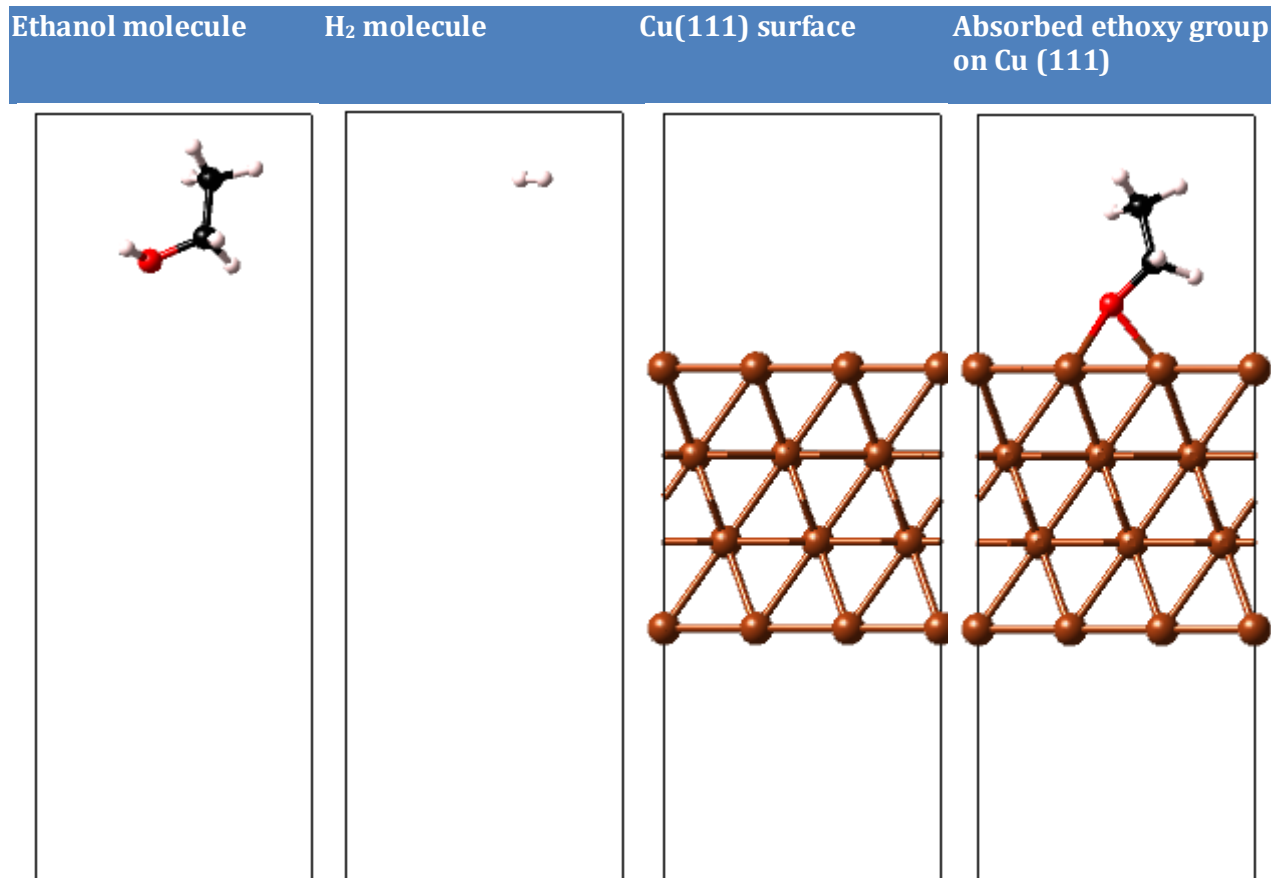 Ethanol molecule
H₂ molecule
Cu(111) surface
Absorbed ethoxy group
on Cu (111)